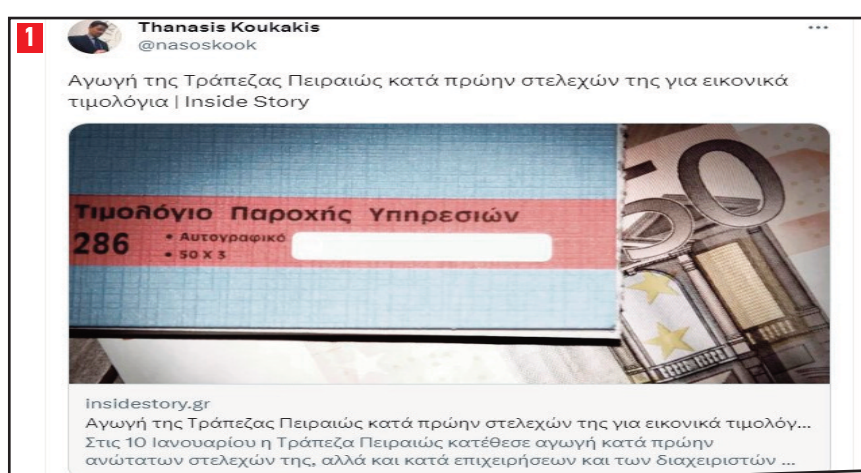 1
Thanasis Koukakis
@nasoskook
...
Αγωγή της Τράπεζας Πειραιώς κατά πρώην στελεχών της για εικονικά
τιμολόγια | Inside Story
Τιμολόγιο Παροχής Υπηρεσιών
286
• Αυτογραφικό
• 50 X 3
50
insidestory.gr
Αγωγή της Τράπεζας Πειραιώς κατά πρώην στελεχών της για εικονικά τιμολόγ...
Στις 10 Ιανουαρίου η Τράπεζα Πειραιώς κατέθεσε αγωγή κατά πρώην
ανώτατων στελεχών της, αλλά και κατά επιχειρήσεων και των διαχειριστών ...